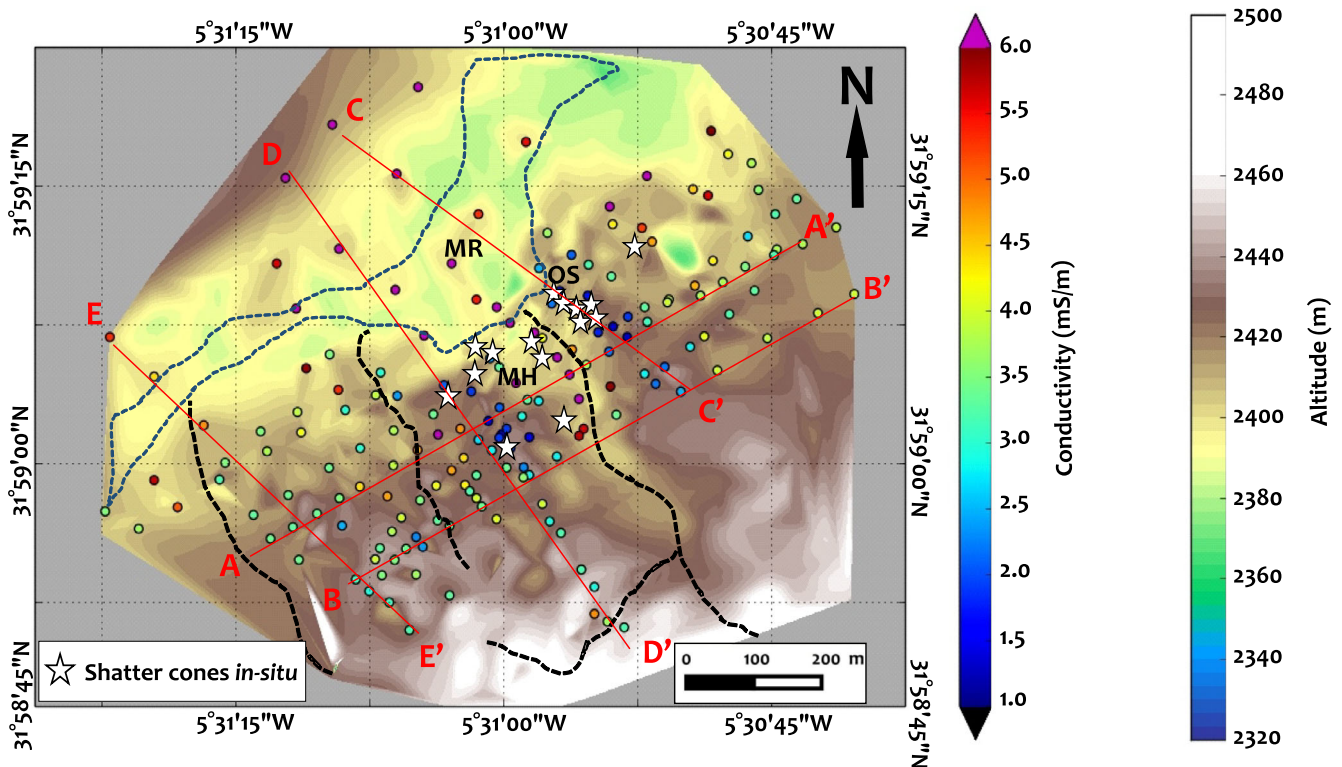 5°31'15"W 5°31'00"W 5°30'45"W
31°59'15"N
31°59'00"N
31°58'45"N
N
C
D
E
A'
B'
MR
OS
MH
C'
A
B
E'
D'
☆ Shatter cones in-situ
0 100 200 m
31°59'15"N
31°59'00"N
31°58'45"N
5°31'15"W 5°31'00"W 5°30'45"W
6.0
5.5
5.0
4.5
4.0
3.5
3.0
2.5
2.0
1.5
1.0
Conductivity (mS/m)
2500
2480
2460
2440
2420
2400
2380
2360
2340
2320
Altitude (m)